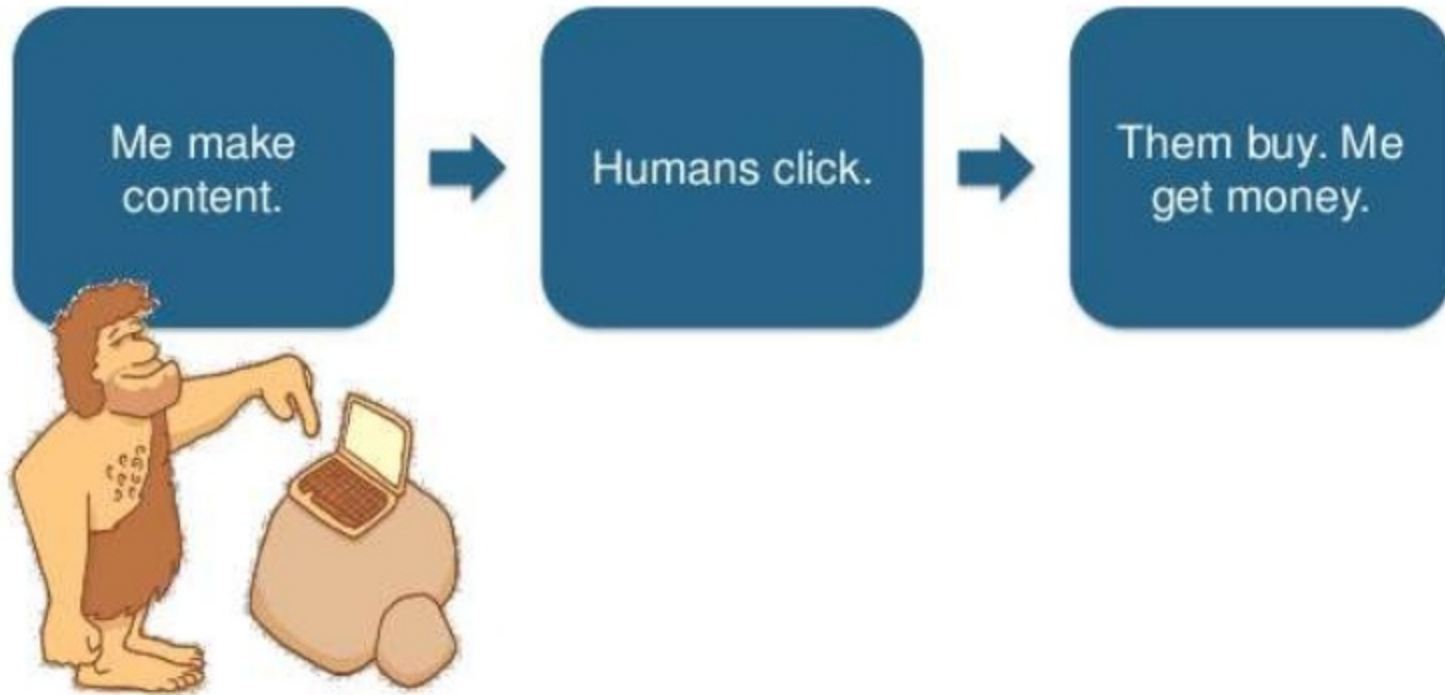 Me make
content.
Humans click.
Them buy. Me
get money.